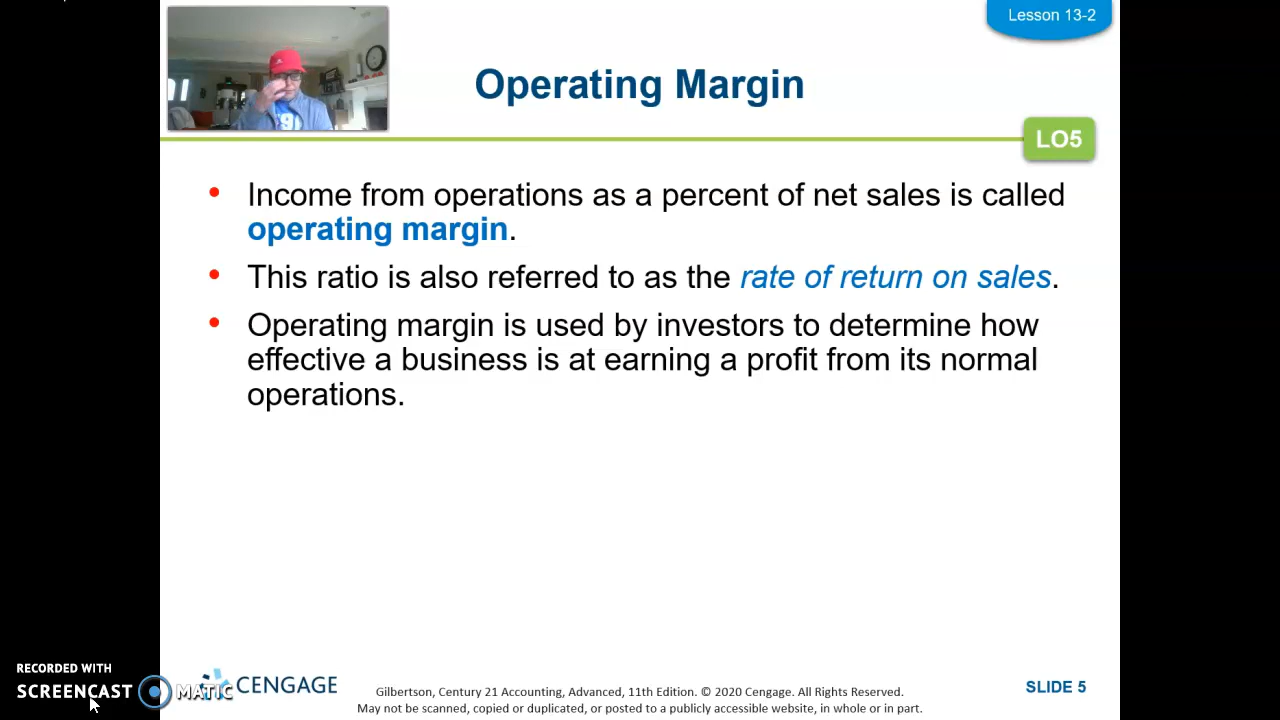 Lesson 13-2
Operating Margin
LO5
• Income from operations as a percent of net sales is called
operating margin.
• This ratio is also referred to as the rate of return on sales.
• Operating margin is used by investors to determine how
effective a business is at earning a profit from its normal
operations.
RECORDED WITH
SCREENCAST MATIC
CENGAGE
Gilbertson, Century 21 Accounting, Advanced, 11th Edition. © 2020 Cengage. All Rights Reserved.
May not be scanned, copied or duplicated, or posted to a publicly accessible website, in whole or in part.
SLIDE 5